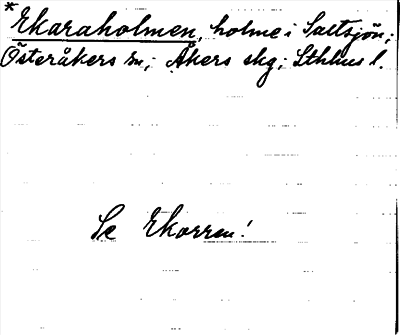 *Ekaraholmen, holme i Saltsjön;
Österåkers sn; Åkers skg; Sthlms l.
Se Ekorren!